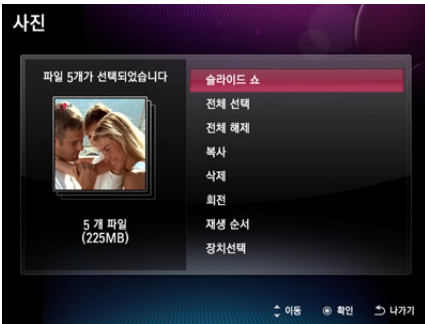 사진
파일 5개가 선택되었습니다
5 개 파일
(225MB)
슬라이드 쇼
전체 선택
전체 해제
복사
삭제
회전
재생 순서
장치선택
이동 확인 나가기